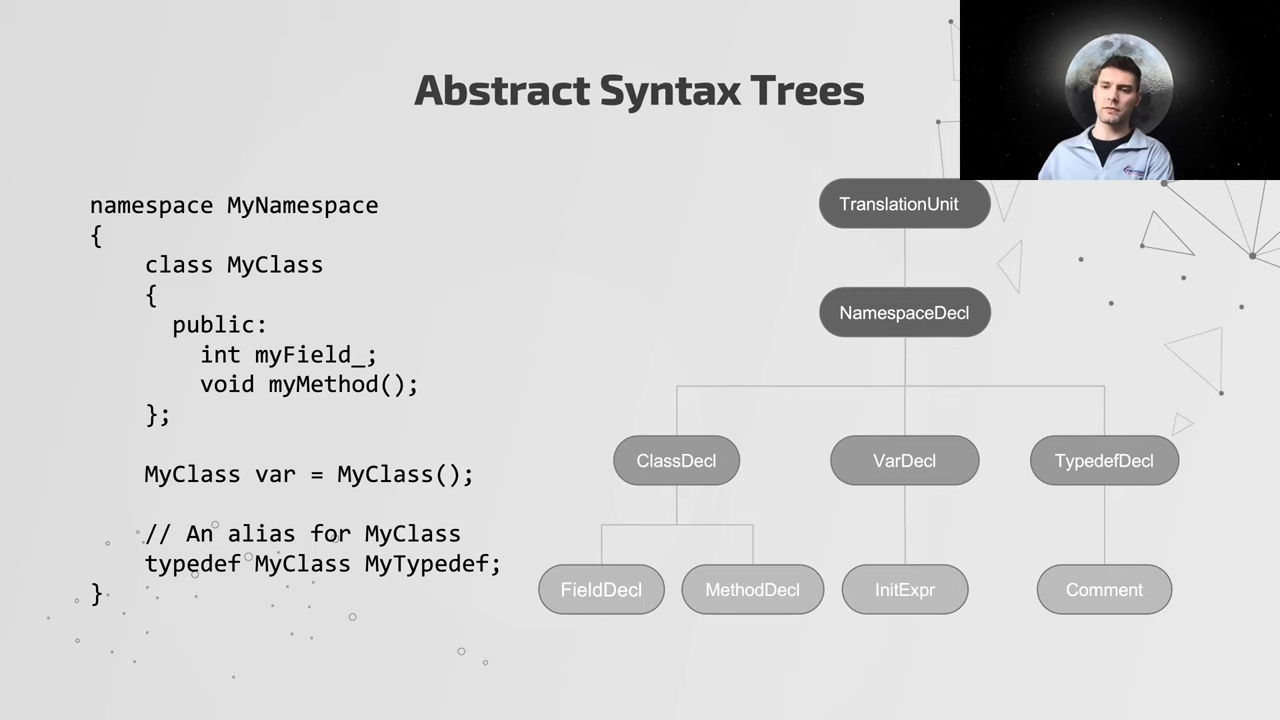 Abstract Syntax Trees
namespace MyNamespace
{
class MyClass
{
public:
int myField_;
void myMethod();
};
MyClass var = MyClass();
// An alias for MyClass
typedef MyClass MyTypedef;
}
TranslationUnit
NamespaceDecl
ClassDecl
VarDecl
TypedefDecl
FieldDecl
MethodDecl
InitExpr
Comment